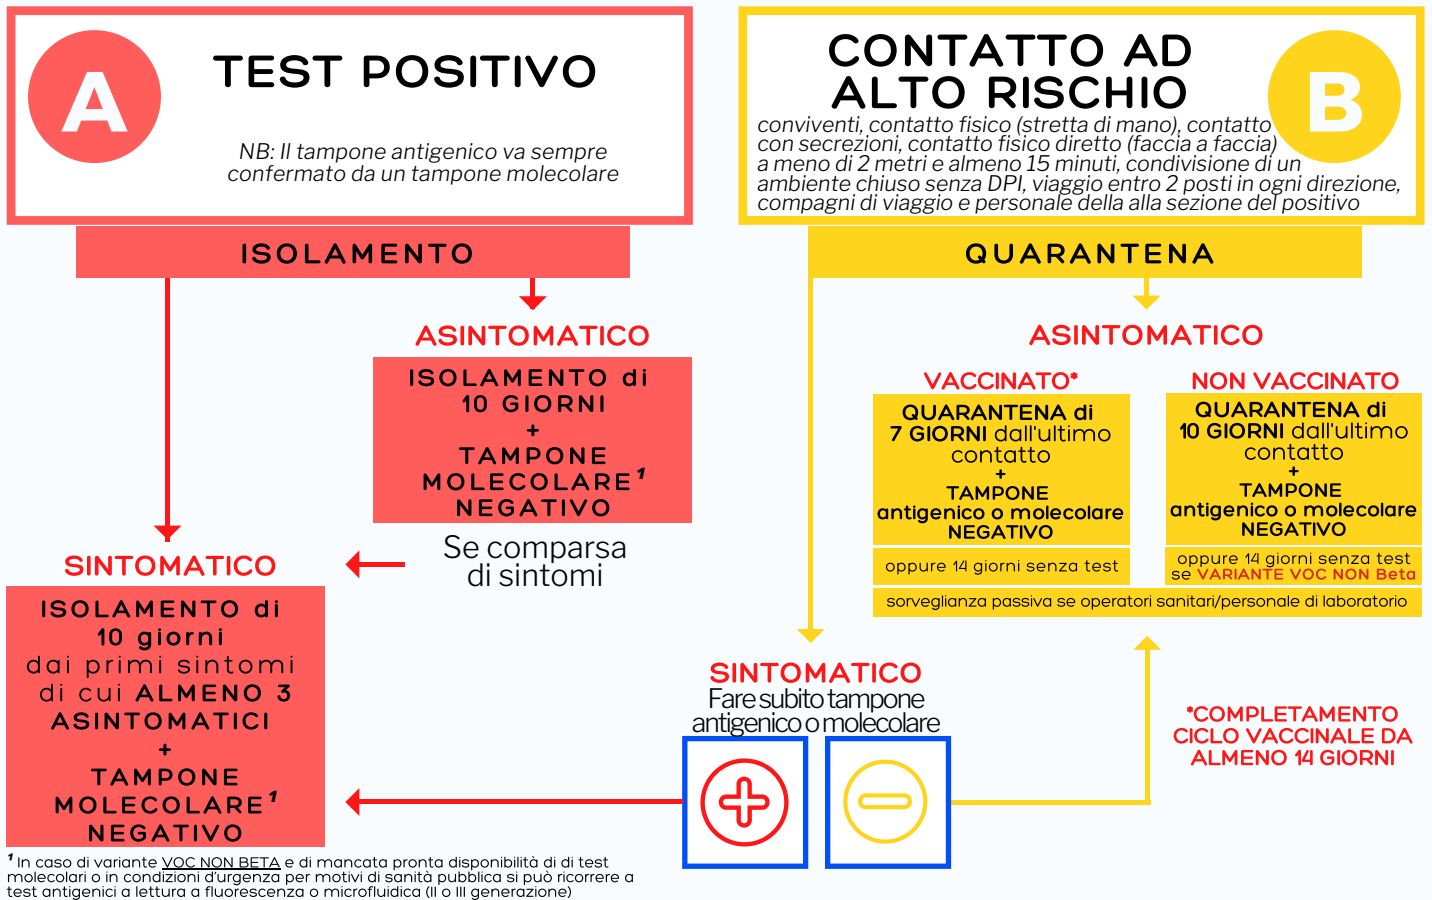 A
TEST POSITIVO
NB: Il tampone antigenico va sempre
confermato da un tampone molecolare
ISOLAMENTO
ASINTOMATICO
ISOLAMENTO di
10 GIORNI
+
TAMPONE
MOLECOLARE¹
NEGATIVO
Se comparsa
di sintomi
SINTOMATICO
ISOLAMENTO di
10 giorni
dai primi sintomi
di cui ALMENO 3
ASINTOMATICI
+
TAMPONE
MOLECOLARE¹
NEGATIVO
¹ In caso di variante VOC NON BETA e di mancata pronta disponibilità di di test
molecolari o in condizioni d'urgenza per motivi di sanità pubblica si può ricorrere a
test antigenici a lettura a fluorescenza o microfluidica (II o III generazione)
CONTATTO AD
ALTO RISCHIO
B
conviventi, contatto fisico (stretta di mano), contatto
con secrezioni, contatto fisico diretto (faccia a faccia)
a meno di 2 metri e almeno 15 minuti, condivisione di un
ambiente chiuso senza DPI, viaggio entro 2 posti in ogni direzione,
compagni di viaggio e personale della alla sezione del positivo
QUARANTENA
ASINTOMATICO
VACCINATO*
QUARANTENA di
7 GIORNI dall'ultimo
contatto
+
TAMPONE
antigenico o molecolare
NEGATIVO
oppure 14 giorni senza test
NON VACCINATO
QUARANTENA di
10 GIORNI dall'ultimo
contatto
+
TAMPONE
antigenico o molecolare
NEGATIVO
oppure 14 giorni senza test
se VARIANTE VOC NON Beta
sorveglianza passiva se operatori sanitari/personale di laboratorio
SINTOMATICO
Fare subito tampone
antigenico o molecolare
*COMPLETAMENTO
CICLO VACCINALE DA
ALMENO 14 GIORNI